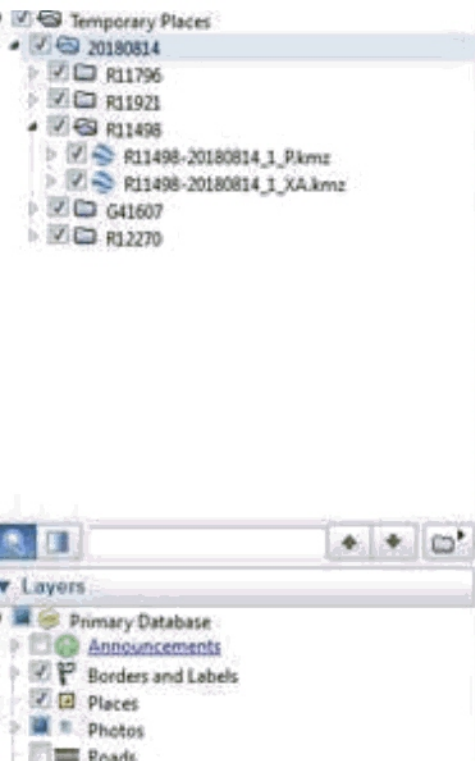 Temporary Places
20180814
R11796
R11921
R11498
R11498-20180814_1_P.kmz
R11498-20180814_1_XA.kmz
G41607
R12270
Layers
Primary Database
Announcements
Borders and Labels
Places
Photos
Roads